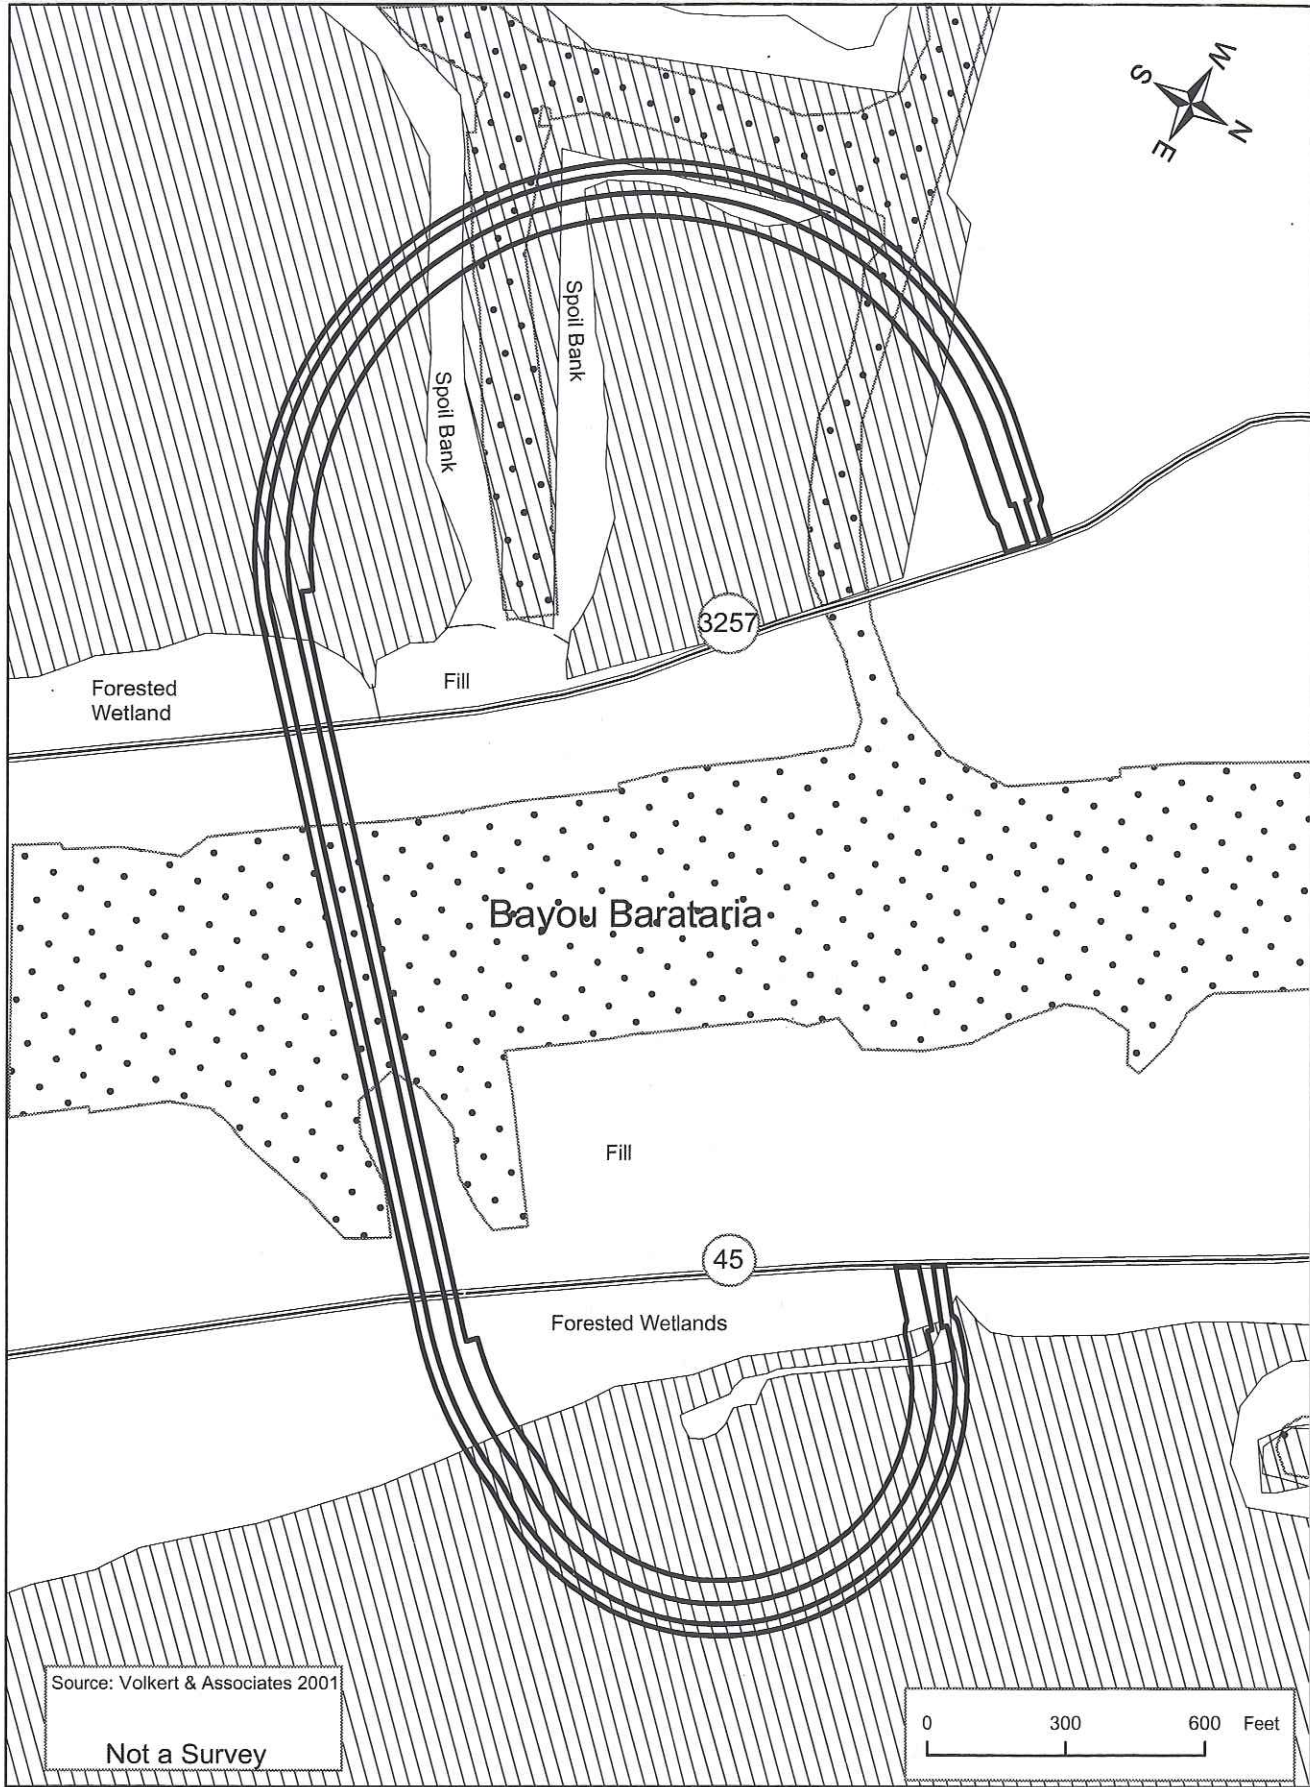 W
S
N
E
Spoil Bank
Spoil Bank
3257
Forested
Wetland
Fill
Bayou Barataria
Fill
45
Forested Wetlands
Source: Volkert & Associates 2001
Not a Survey
0 300 600 Feet